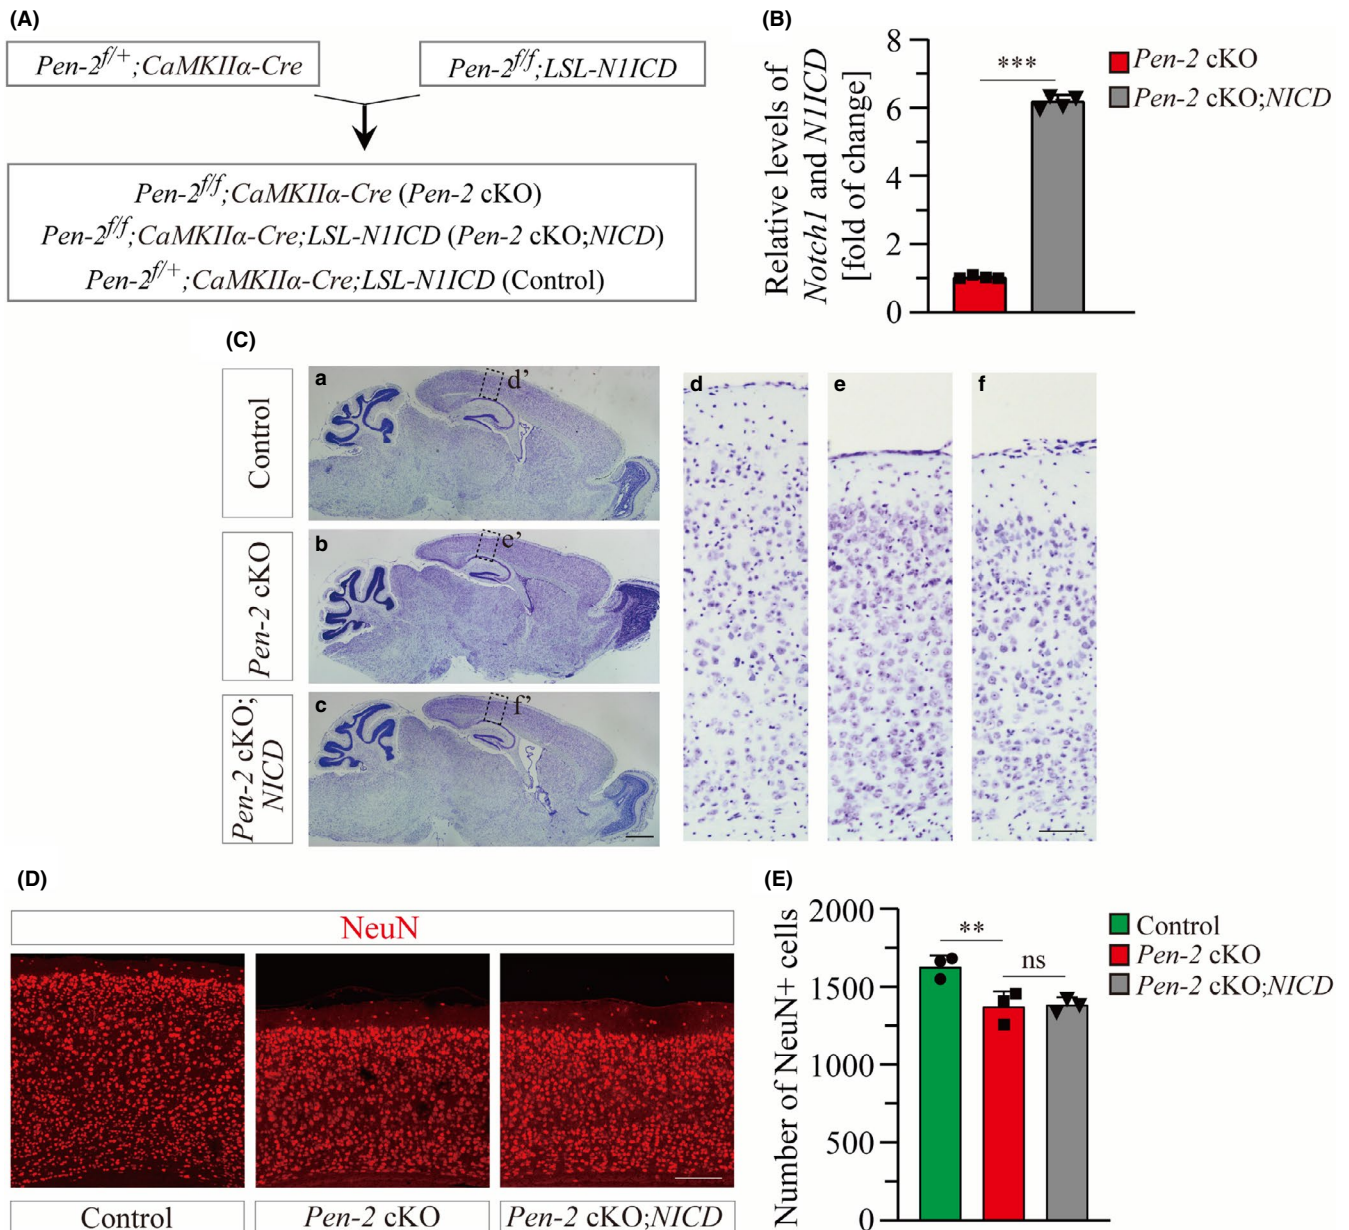 (A)
Pen-2f/+;CaMKIIα-Cre
Pen-2f/f;LSL-N1ICD
Pen-2f/f;CaMKIIα-Cre (Pen-2 cKO)
Pen-2f/f;CaMKIIα-Cre;LSL-N1ICD (Pen-2 cKO;NICD)
Pen-2f/+;CaMKIIα-Cre;LSL-N1ICD (Control)
(B)
Relative levels of
Notch1 and N1ICD
[fold of change]
8
6
4
2
0
***
Pen-2 cKO
Pen-2 cKO;NICD
(C)
Control
Pen-2 cKO
Pen-2 cKO;
NICD
a
d'
b
e'
c
f'
d
e
f
(D)
NeuN
Control
Pen-2 cKO
Pen-2 cKO;NICD
(E)
Number of NeuN+ cells
2000
1500
1000
500
0
**
ns
Control
Pen-2 cKO
Pen-2 cKO;NICD